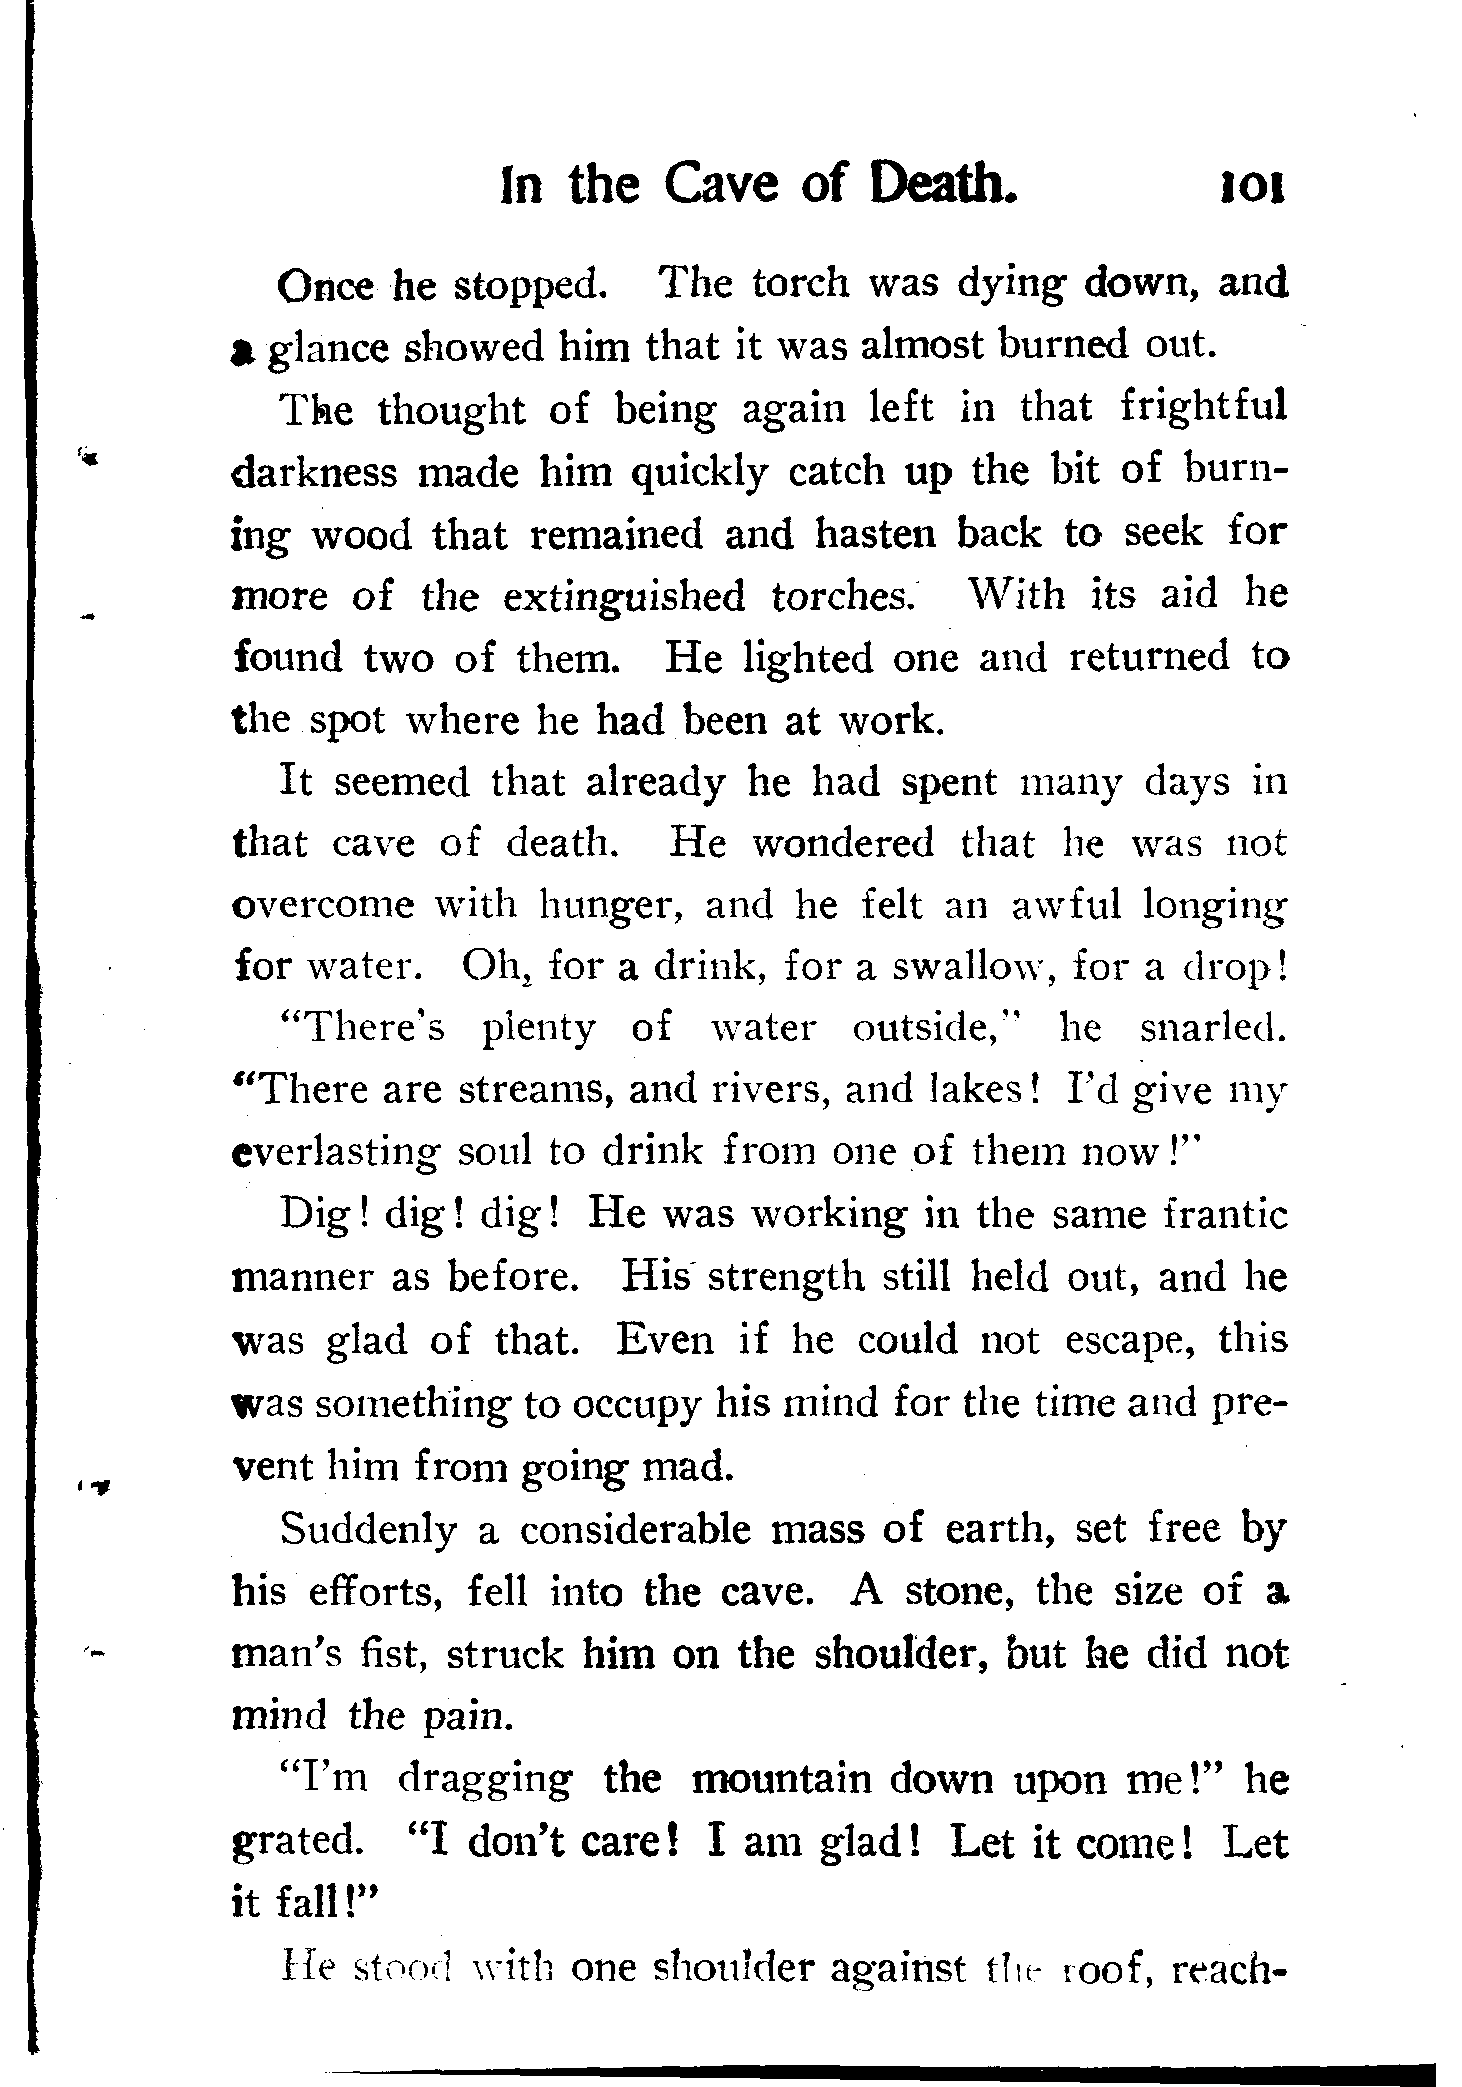 In the Cave of Death. 101
Once he stopped. The torch was dying down, and
a glance showed him that it was almost burned out.
The thought of being again left in that frightful
darkness made him quickly catch up the bit of burn-
ing wood that remained and hasten back to seek for
more of the extinguished torches. With its aid he
found two of them. He lighted one and returned to
the spot where he had been at work.
It seemed that already he had spent many days in
that cave of death. He wondered that he was not
overcome with hunger, and he felt an awful longing
for water. Oh, for a drink, for a swallow, for a drop!
"There's plenty of water outside," he snarled.
"There are streams, and rivers, and lakes! I'd give my
everlasting soul to drink from one of them now!"
Dig! dig! dig! He was working in the same frantic
manner as before. His strength still held out, and he
was glad of that. Even if he could not escape, this
was something to occupy his mind for the time and pre-
vent him from going mad.
Suddenly a considerable mass of earth, set free by
his efforts, fell into the cave. A stone, the size of a
man's fist, struck him on the shoulder, but he did not
mind the pain.
"I'm dragging the mountain down upon me!" he
grated. "I don't care! I am glad! Let it come! Let
it fall!"
He stood with one shoulder against the roof, reach-